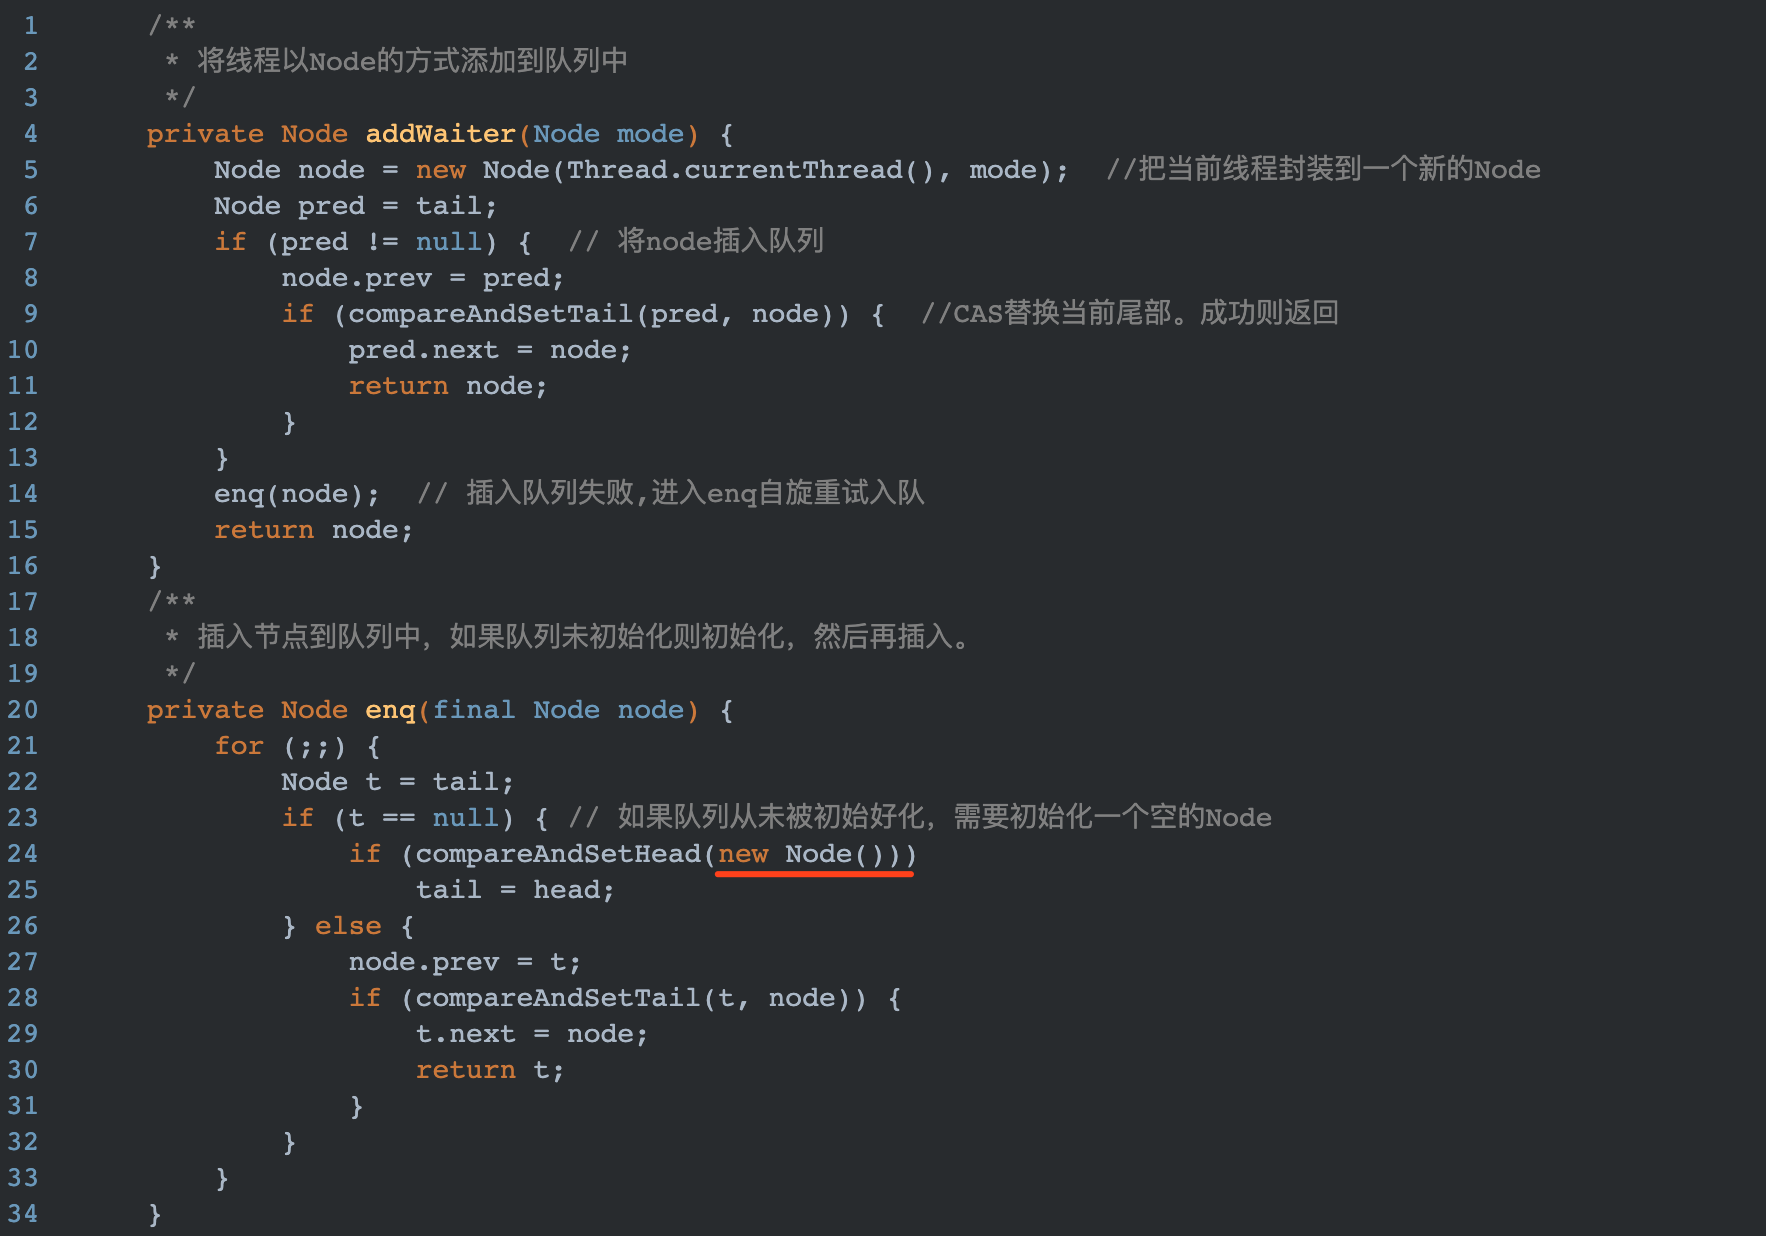 1 /**
2 * 将线程以Node的方式添加到队列中
3 */
4 private Node addWaiter(Node mode) {
5 Node node = new Node(Thread.currentThread(), mode); //把当前线程封装到一个新的Node
6 Node pred = tail;
7 if (pred != null) { // 将node插入队列
8 node.prev = pred;
9 if (compareAndSetTail(pred, node)) { //CAS替换当前尾部。成功则返回
10 pred.next = node;
11 return node;
12 }
13 }
14 enq(node); // 插入队列失败,进入enq自旋重试入队
15 return node;
16 }
17 /**
18 * 插入节点到队列中，如果队列未初始化则初始化，然后再插入。
19 */
20 private Node enq(final Node node) {
21 for (;;) {
22 Node t = tail;
23 if (t == null) { // 如果队列从未被初始好化，需要初始化一个空的Node
24 if (compareAndSetHead(new Node()))
25 tail = head;
26 } else {
27 node.prev = t;
28 if (compareAndSetTail(t, node)) {
29 t.next = node;
30 return t;
31 }
32 }
33 }
34 }